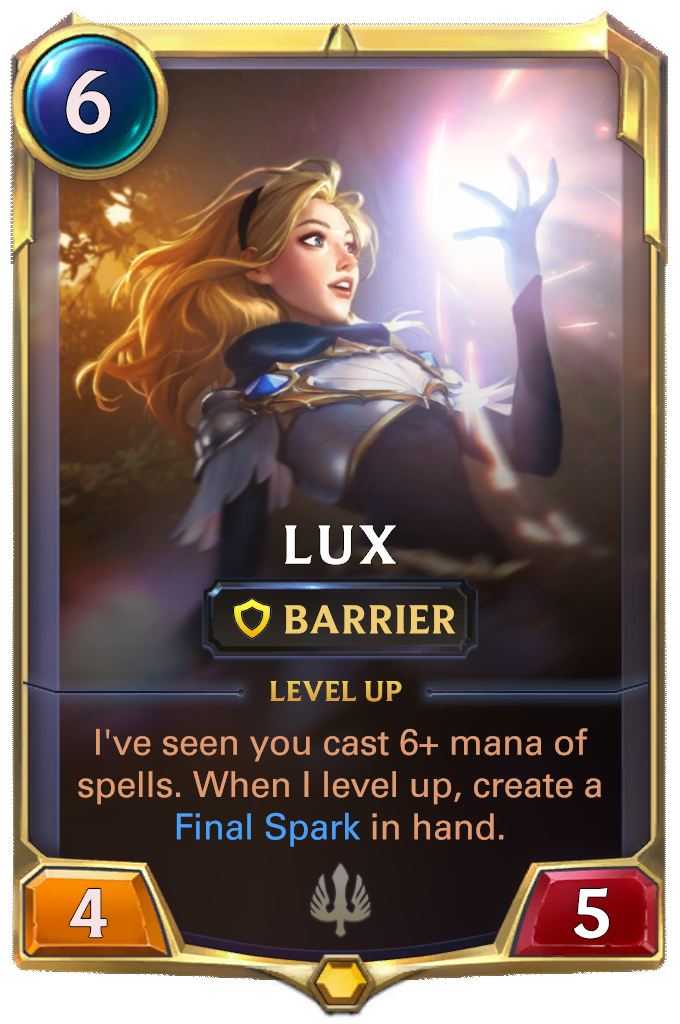 6
LUX
BARRIER
LEVEL UP
I've seen you cast 6+ mana of
spells. When I level up, create a
Final Spark in hand.
4
5